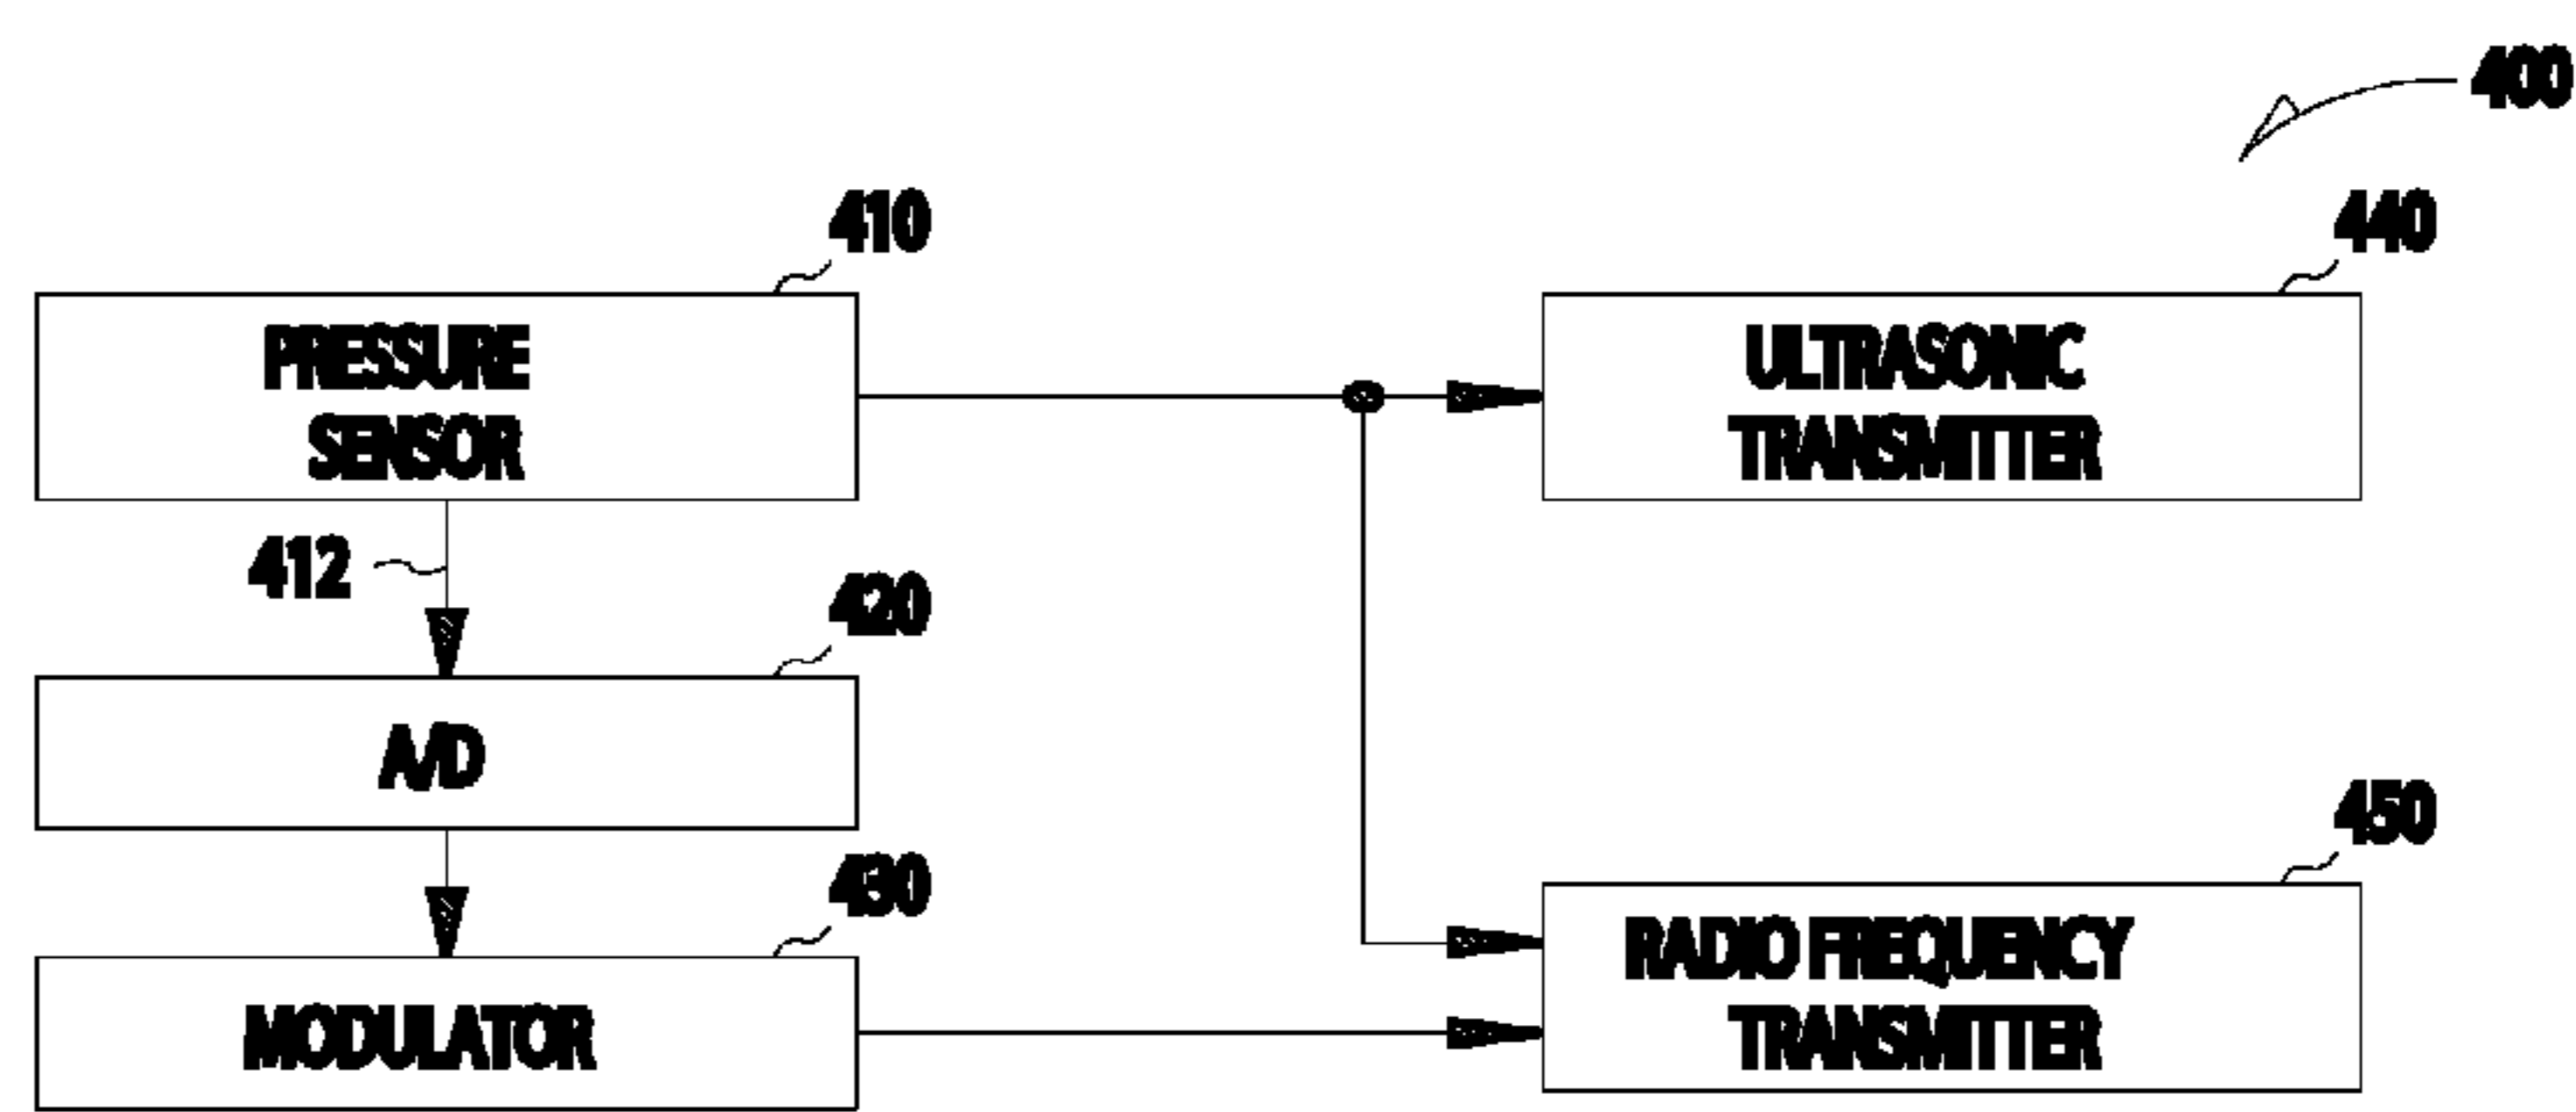 400
410
440
PRESSURE
SENSOR
ULTRASONIC
TRANSMITTER
412
420
A/D
450
430
RADIO FREQUENCY
TRANSMITTER
MODULATOR